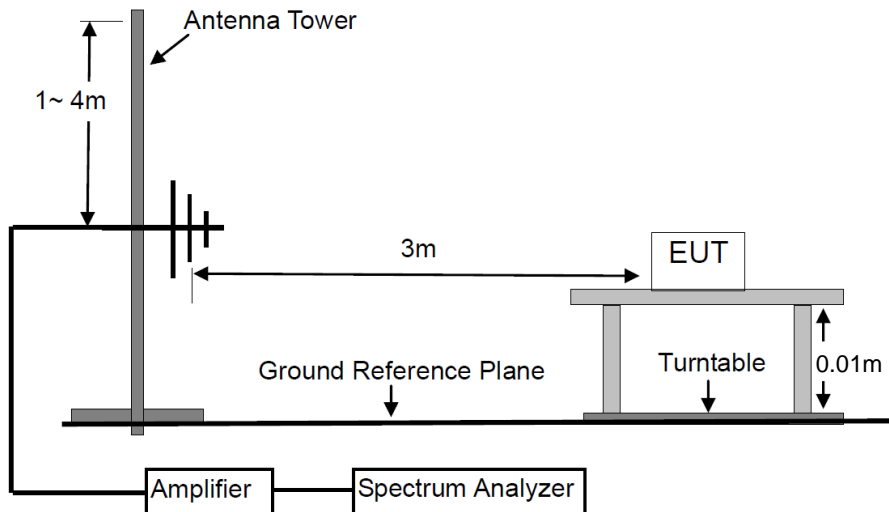 Antenna Tower
1~ 4m
3m
EUT
Turntable
0.01m
Ground Reference Plane
Amplifier
Spectrum Analyzer